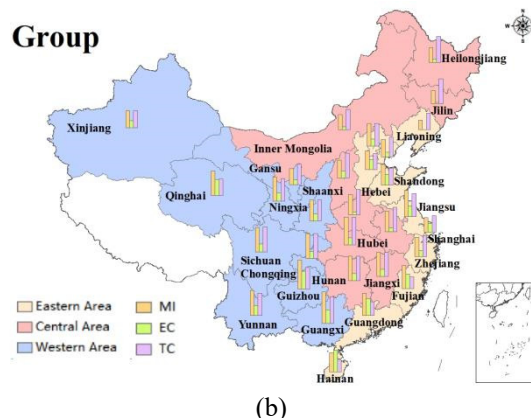 Group
Heilongjiang
Jilin
Xinjiang
Liaoning
Inner Mongolia
Gansu
Shaanxi
Hebei
Shandong
Qinghai
Ningxia
Jiangsu
Hubei
Shanghai
Zhejiang
Sichuan
Chongqing
Hunan
Jiangxi
Fujian
Guizhou
Yunnan
Guangxi
Guangdong
Hainan
Eastern Area
MI
Central Area
EC
Western Area
TC
(b)